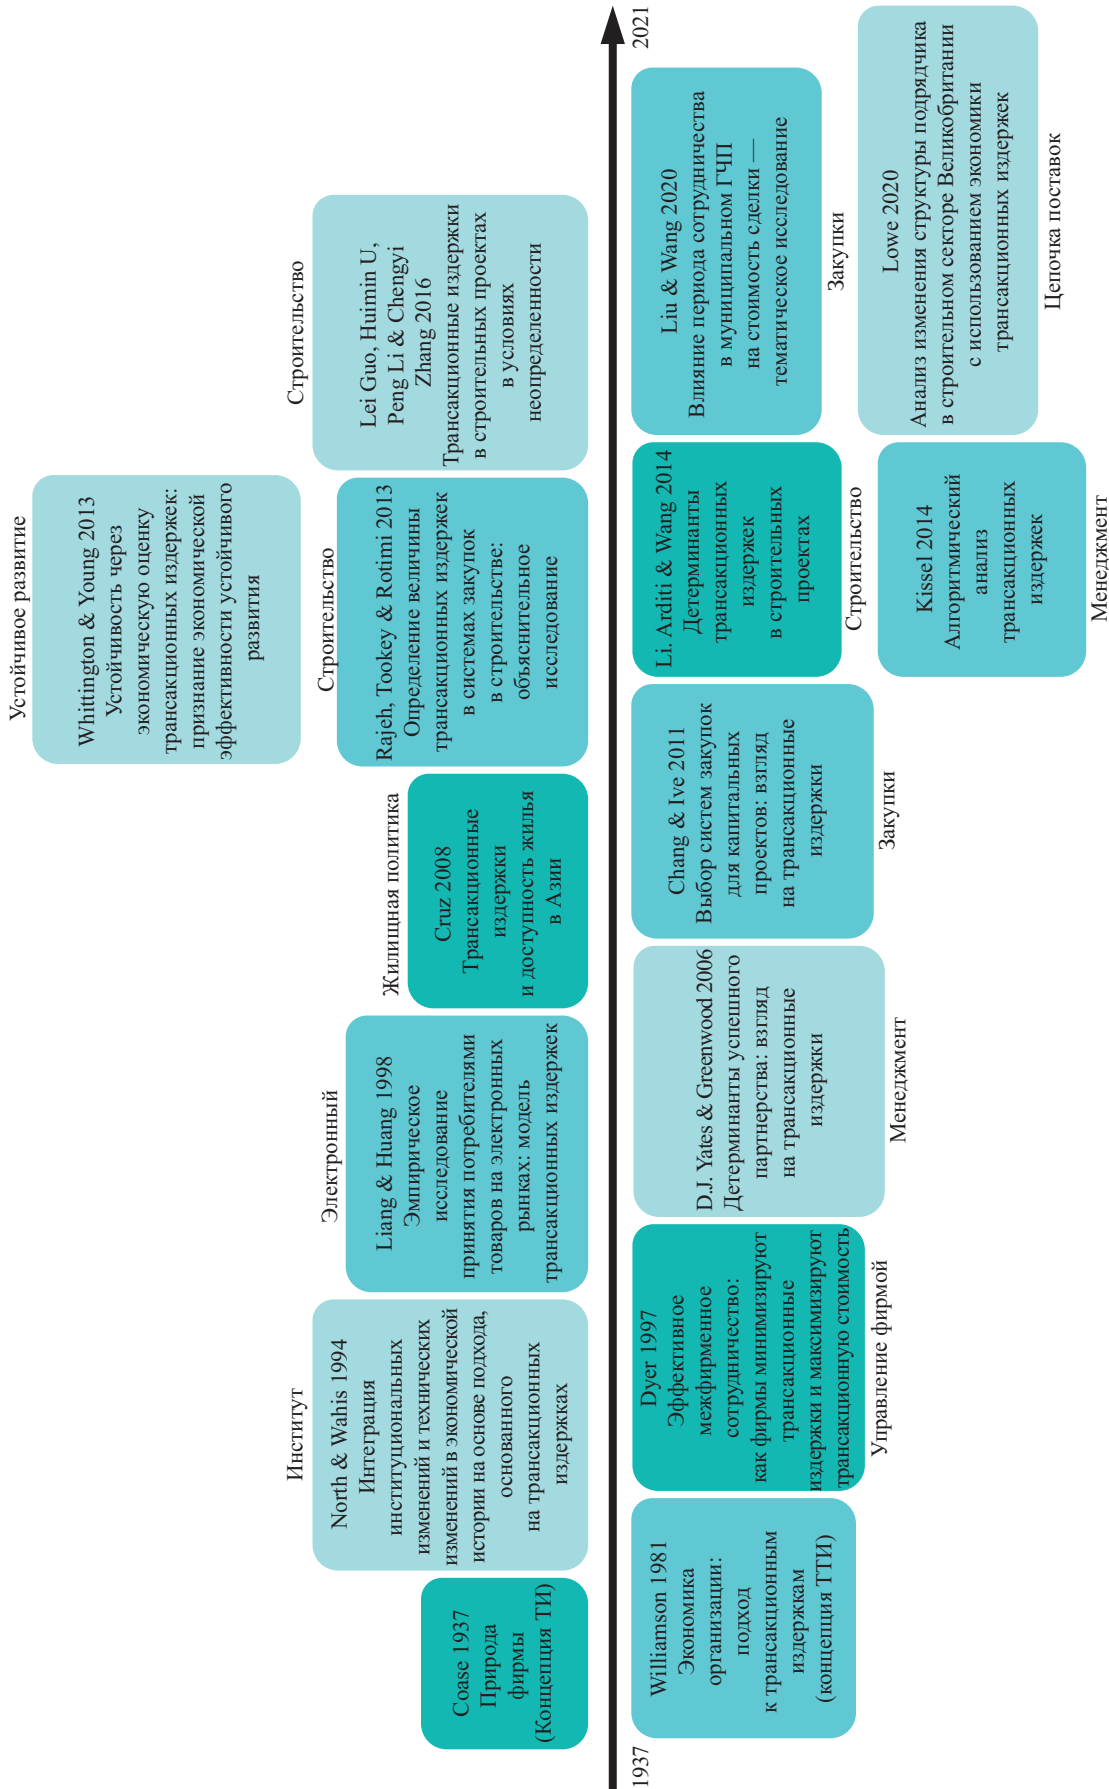 Устойчивое развитие
Whittington & Young 2013
Устойчивость через
экономическую оценку
трансакционных издержек:
признание экономической
эффективности устойчивого
развития
Институт
North & Wahis 1994
Интеграция
институциональных
изменений и технических
изменений в экономической
истории на основе подхода,
основанного
на трансакционных
издержках
Электронный
Liang & Huang 1998
Эмпирическое
исследование
принятия потребителями
товаров на электронных
рынках: модель
трансакционных издержек
Жилищная политика
Cruz 2008
Трансакционные
издержки
и доступность жилья
в Азии
Строительство
Rajeh, Tookey & Rotimi 2013
Определение величины
трансакционных издержек
в системах закупок
в строительстве:
объяснительное
исследование
Строительство
Lei Guo, Huimin U,
Peng Li & Chengyi
Zhang 2016
Трансакционные издержки
в строительных проектах
в условиях
неопределенности
Coase 1937
Природа
фирмы
(Концепция ТИ)
1937
2021
Williamson 1981
Экономика
организации:
подход
к трансакционным
издержкам
(концепция ТТИ)
Dyer 1997
Эффективное
межфирменное
сотрудничество:
как фирмы минимизируют
трансакционные
издержки и максимизируют
трансакционную стоимость
Управление фирмой
D.J. Yates & Greenwood 2006
Детерминанты успешного
партнерства: взгляд
на трансакционные
издержки
Менеджмент
Chang & Ive 2011
Выбор систем закупок
для капитальных
проектов: взгляд
на трансакционные
издержки
Закупки
Li. Arditi & Wang 2014
Детерминанты
трансакционных
издержек
в строительных
проектах
Строительство
Liu & Wang 2020
Влияние периода сотрудничества
в муниципальном ГЧП
на стоимость сделки —
тематическое исследование
Закупки
Kissel 2014
Алгоритмический
анализ
трансакционных
издержек
Менеджмент
Lowe 2020
Анализ изменения структуры подрядчика
в строительном секторе Великобритании
с использованием экономики
трансакционных издержек
Цепочка поставок